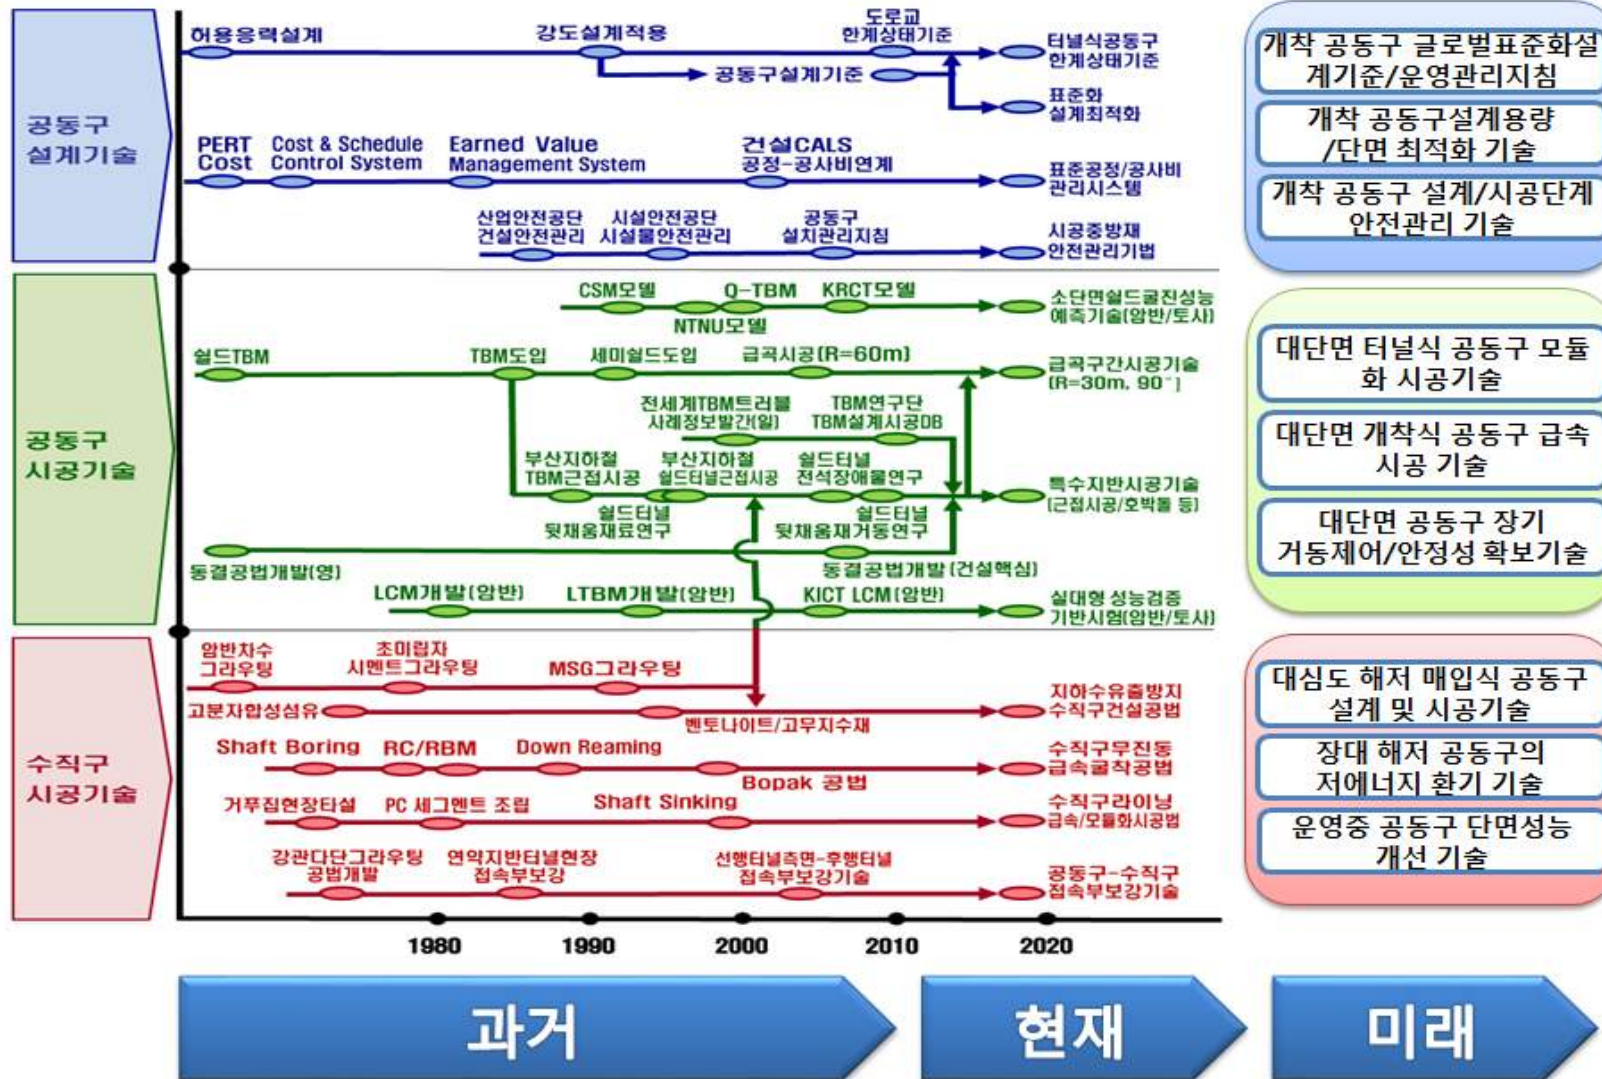 공동구
설계기술
허용응력설계
강도설계적용
도로교
한계상태기준
터널식공동구
한계상태기준
공동구설계기준
표준화
설계최적화
PERT
Cost
Cost & Schedule
Control System
Earned Value
Management System
건설CALS
공정-공사비연계
표준공정/공사비
관리시스템
산업안전공단
건설안전관리
시설안전공단
시설물안전관리
공동구
설치관리지침
시공중방재
안전관리기법
개착 공동구 글로벌표준화설
계기준/운영관리지침
개착 공동구설계용량
/단면 최적화 기술
개착 공동구 설계/시공단계
안전관리 기술
공동구
시공기술
CSM모델
NTNU모델
Q-TBM
KRCT모델
소단면쉴드굴진성능
예측기술(암반/토사)
쉴드TBM
TBM도입
세미쉴드도입
급곡시공(R=60m)
급곡구간시공기술
(R=30m, 90˚)
전세계TBM트러블
사례정보발간(일)
TBM연구단
TBM설계시공DB
부산지하철
TBM근접시공
부산지하철
쉴드터널근접시공
쉴드터널
전석장애물연구
특수지반시공기술
(근접시공/호박돌 등)
쉴드터널
뒷채움재료연구
쉴드터널
뒷채움재거동연구
동결공법개발(영)
동결공법개발(건설핵심)
LCM개발(암반)
LTBM개발(암반)
KICT LCM(암반)
실대형 성능검증
기반시험(암반/토사)
대단면 터널식 공동구 모듈
화 시공기술
대단면 개착식 공동구 급속
시공 기술
대단면 공동구 장기
거동제어/안정성 확보기술
수직구
시공기술
암반차수
그라우팅
초미립자
시멘트그라우팅
MSG그라우팅
고분자합성섬유
벤토나이트/고무지수재
지하수유출방지
수직구건설공법
Shaft Boring
RC/RBM
Down Reaming
Bopak 공법
수직구무진동
급속굴착공법
거푸집현장타설
PC 세그멘트 조립
Shaft Sinking
수직구라이닝
급속/모듈화시공법
강관다단그라우팅
공법개발
연약지반터널현장
접속부보강
선행터널측면-후행터널
접속부보강기술
공동구-수직구
접속부보강기술
대심도 해저 매입식 공동구
설계 및 시공기술
장대 해저 공동구의
저에너지 환기 기술
운영중 공동구 단면성능
개선 기술
1980
1990
2000
2010
2020
과거
현재
미래